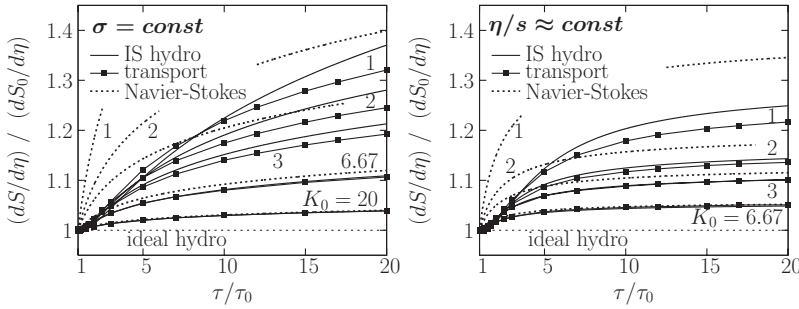 σ = const
IS hydro
transport
Navier-Stokes
1
2
1
2
3
6.67
K₀ = 20
ideal hydro
1.4
1.3
1.2
1.1
1
1 5 10 15 20
τ/τ₀
(dS/dη) / (dS₀/dη)
η/s ≈ const
IS hydro
transport
Navier-Stokes
1
2
1
2
3
K₀ = 6.67
ideal hydro
1.4
1.3
1.2
1.1
1
1 5 10 15 20
τ/τ₀
(dS/dη) / (dS₀/dη)